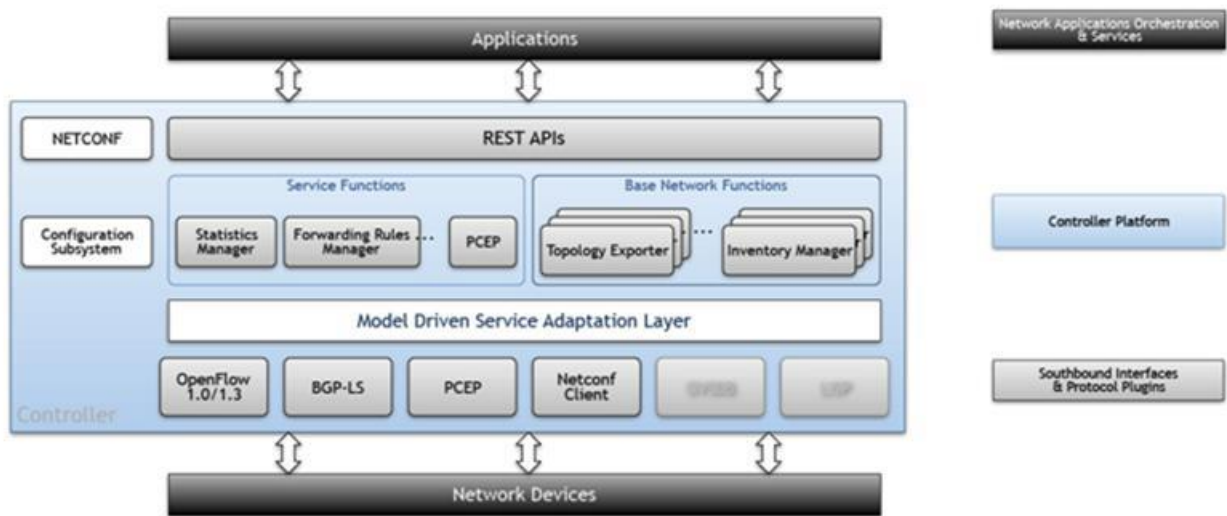 Applications
Network Applications Orchestration
& Services
NETCONF
REST APIs
Service Functions
Base Network Functions
Configuration
Subsystem
Statistics
Manager
Forwarding Rules
Manager
...
PCEP
Topology Exporter
...
Inventory Manager
Controller Platform
Model Driven Service Adaptation Layer
OpenFlow
1.0/1.3
BGP-LS
PCEP
Netconf
Client
Southbound Interfaces
& Protocol Plugins
Controller
Network Devices